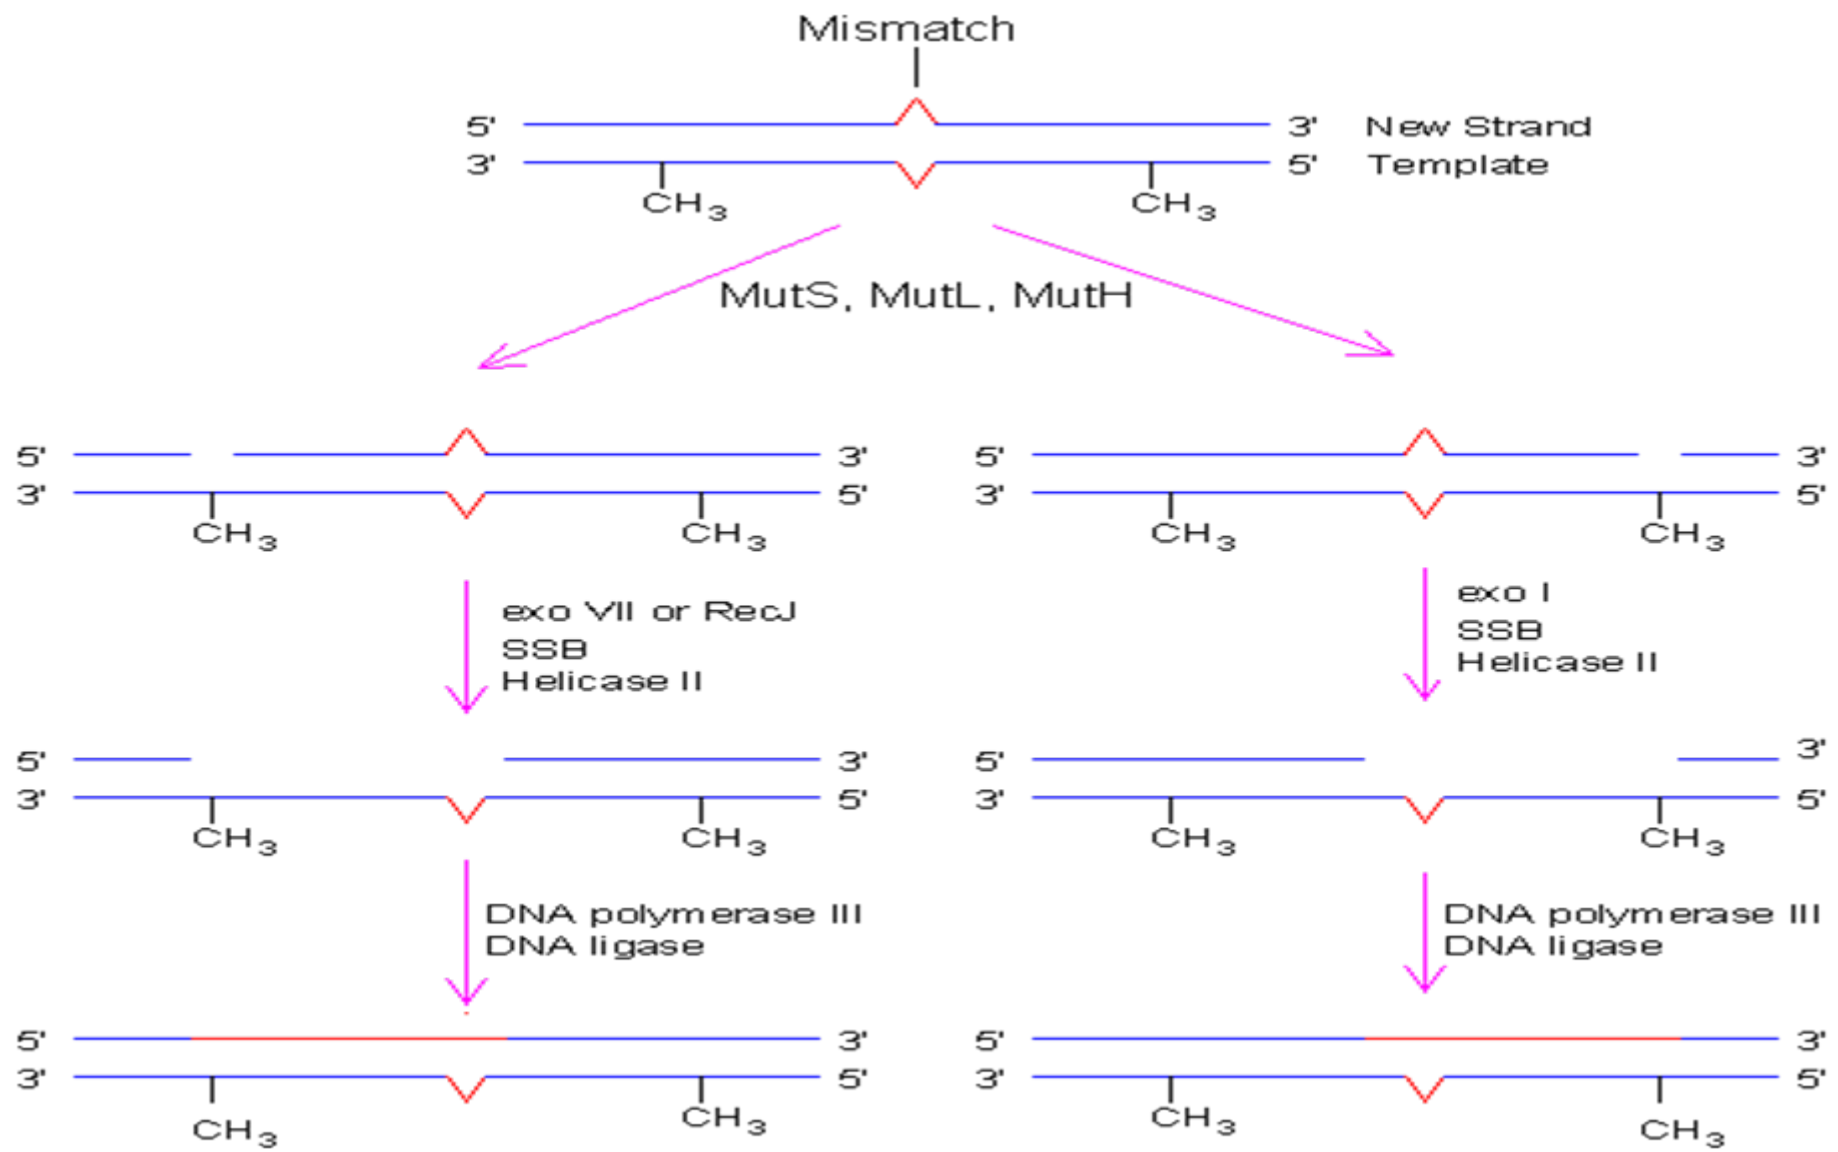 Mismatch
5' 3' New Strand
3' 5' Template
CH3 CH3
MutS, MutL, MutH
5' 3' 5' 3'
3' 5' 3' 5'
CH3 CH3 CH3 CH3
exo VII or RecJ
SSB
Helicase II
exo I
SSB
Helicase II
5' 3' 5' 3'
3' 5' 3' 5'
CH3 CH3 CH3 CH3
DNA polymerase III
DNA ligase
DNA polymerase III
DNA ligase
5' 3' 5' 3'
3' 5' 3' 5'
CH3 CH3 CH3 CH3